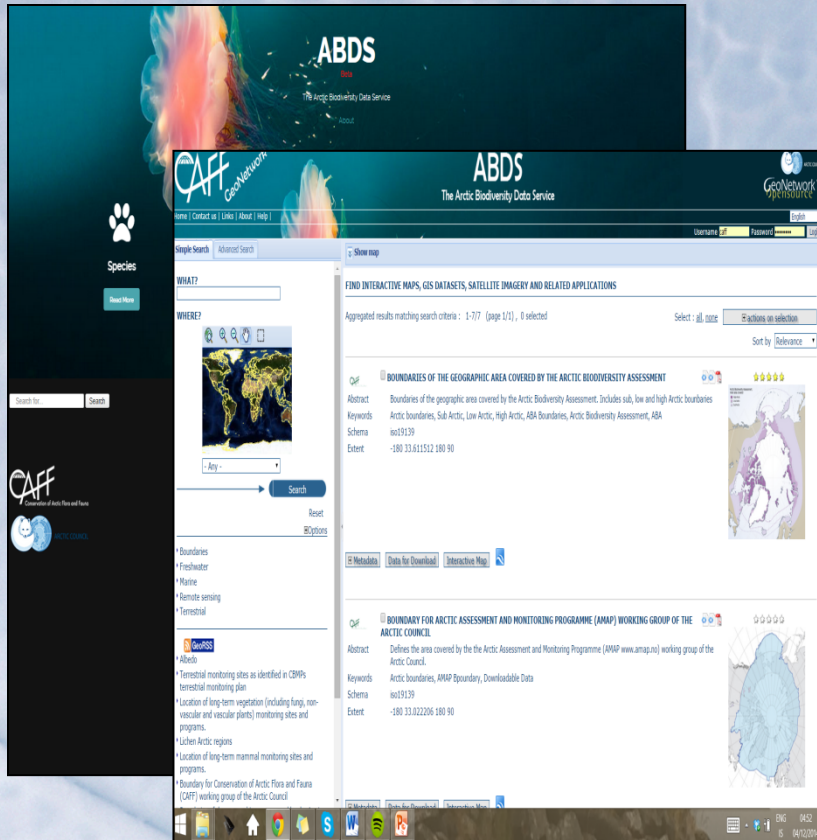 ABDS
Data
The Arctic Biodiversity Data Service
About
Species
Read More
Search for...
Search
CAFF
Conservation of Arctic Flora and Fauna
ARCTIC COUNCIL
CAFF
GeoNetwork
ABDS
The Arctic Biodiversity Data Service
GeoNetwork
opensource
Home | Contact us | Links | About | Help |
English
Username caff Password
Simple Search Advanced Search
WHAT?
WHERE?
- Any -
Search
Reset
Options
Boundaries
Freshwater
Marine
Remote sensing
Terrestrial
GeoRSS
Albedo
Terrestrial monitoring sites as identified in CBMPs
terrestrial monitoring plan
Location of long-term vegetation (including fungi, non-
vascular and vascular plants) monitoring sites and
programs.
Lichen Arctic regions
Location of long-term mammal monitoring sites and
programs.
Boundary for Conservation of Arctic Flora and Fauna
(CAFF) working group of the Arctic Council
Show map
FIND INTERACTIVE MAPS, GIS DATASETS, SATELLITE IMAGERY AND RELATED APPLICATIONS
Aggregated results matching search criteria : 1-7/7 (page 1/1) , 0 selected
Select : all, none
actions on selection
Sort by Relevance
BOUNDARIES OF THE GEOGRAPHIC AREA COVERED BY THE ARCTIC BIODIVERSITY ASSESSMENT
Abstract Boundaries of the geographic area covered by the Arctic Biodiversity Assessment. Includes sub, low and high Arctic bounbaries
Keywords Arctic boundaries, Sub Arctic, Low Arctic, High Arctic, ABA Boundaries, Arctic Biodiversity Assessment, ABA
Schema iso19139
Extent -180 33.611512 180 90
Metadata Data for Download Interactive Map
BOUNDARY FOR ARCTIC ASSESSMENT AND MONITORING PROGRAMME (AMAP) WORKING GROUP OF THE
ARCTIC COUNCIL
Abstract Defines the area covered by the the Arctic Assessment and Monitoring Programme (AMAP www.amap.no) working group of the
Arctic Council.
Keywords Arctic boundaries, AMAP Bpoundary, Downloadable Data
Schema iso19139
Extent -180 33.022206 180 90
Metadata Data for Download Interactive Map
ENG 04:52
IS